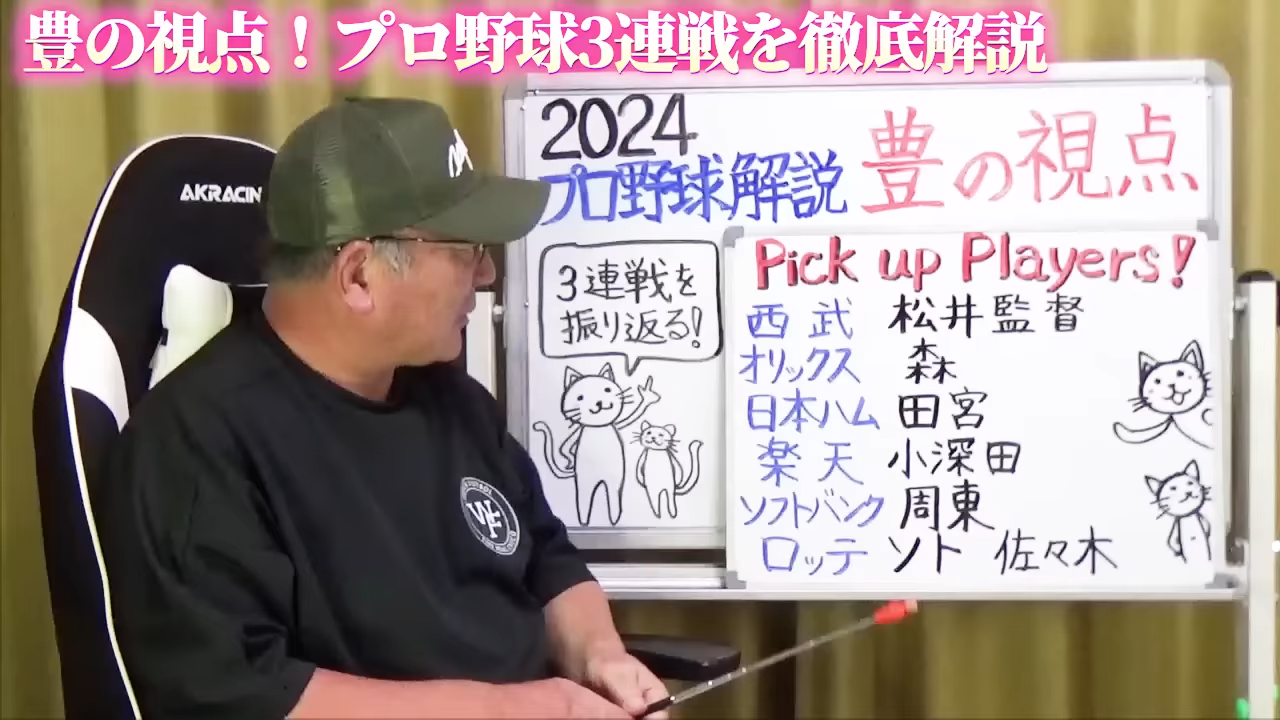 豊の視点！プロ野球3連戦を徹底解説
AKRACIN
2024
プロ野球解説 豊の視点
3連戦を
振り返る!
Pick up Players!
西武 松井監督
オリックス 森
日本ハム 田宮
楽天 小深田
ソフトバンク 周東
ロッテ ソト 佐々木
WF